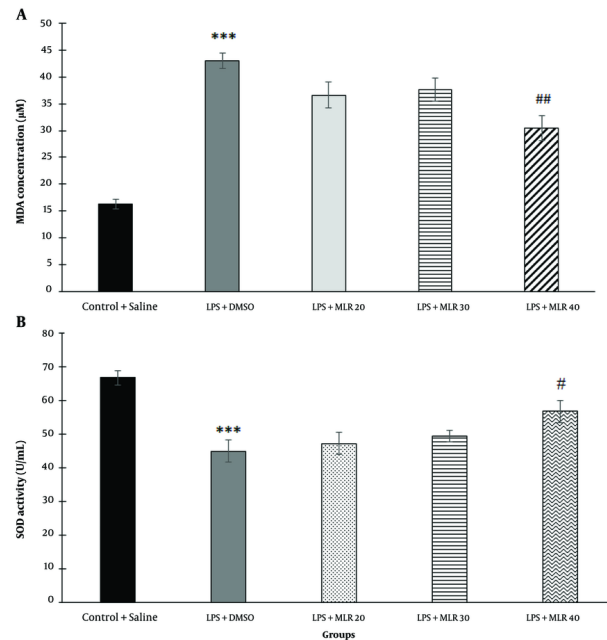 A
MDA concentration (µM)
50
45
40
35
30
25
20
15
10
5
0
***
##
Control + Saline
LPS + DMSO
LPS + MLR 20
LPS + MLR 30
LPS + MLR 40
B
SOD activity (U/mL)
80
70
60
50
40
30
20
10
0
***
#
Control + Saline
LPS + DMSO
LPS + MLR 20
LPS + MLR 30
LPS + MLR 40
Groups